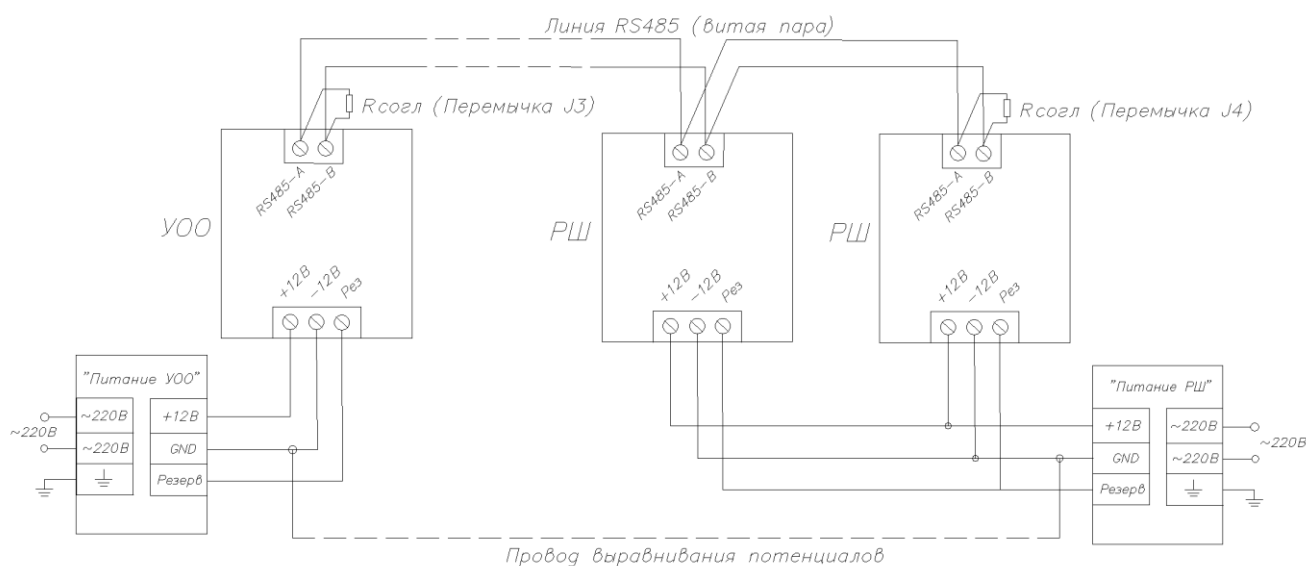 Линия RS485 (витая пара)
Rсогл (Перемычка J3)
Rсогл (Перемычка J4)
RS485-A
RS485-B
RS485-A
RS485-B
RS485-A
RS485-B
УОО
РШ
РШ
+12В
-12В
Рез
+12В
-12В
Рез
+12В
-12В
Рез
"Питание УОО"
~220В
~220В
+12В
~220В
GND
Резерв
"Питание РШ"
+12В
~220В
~220В
GND
~220В
Резерв
Провод выравнивания потенциалов